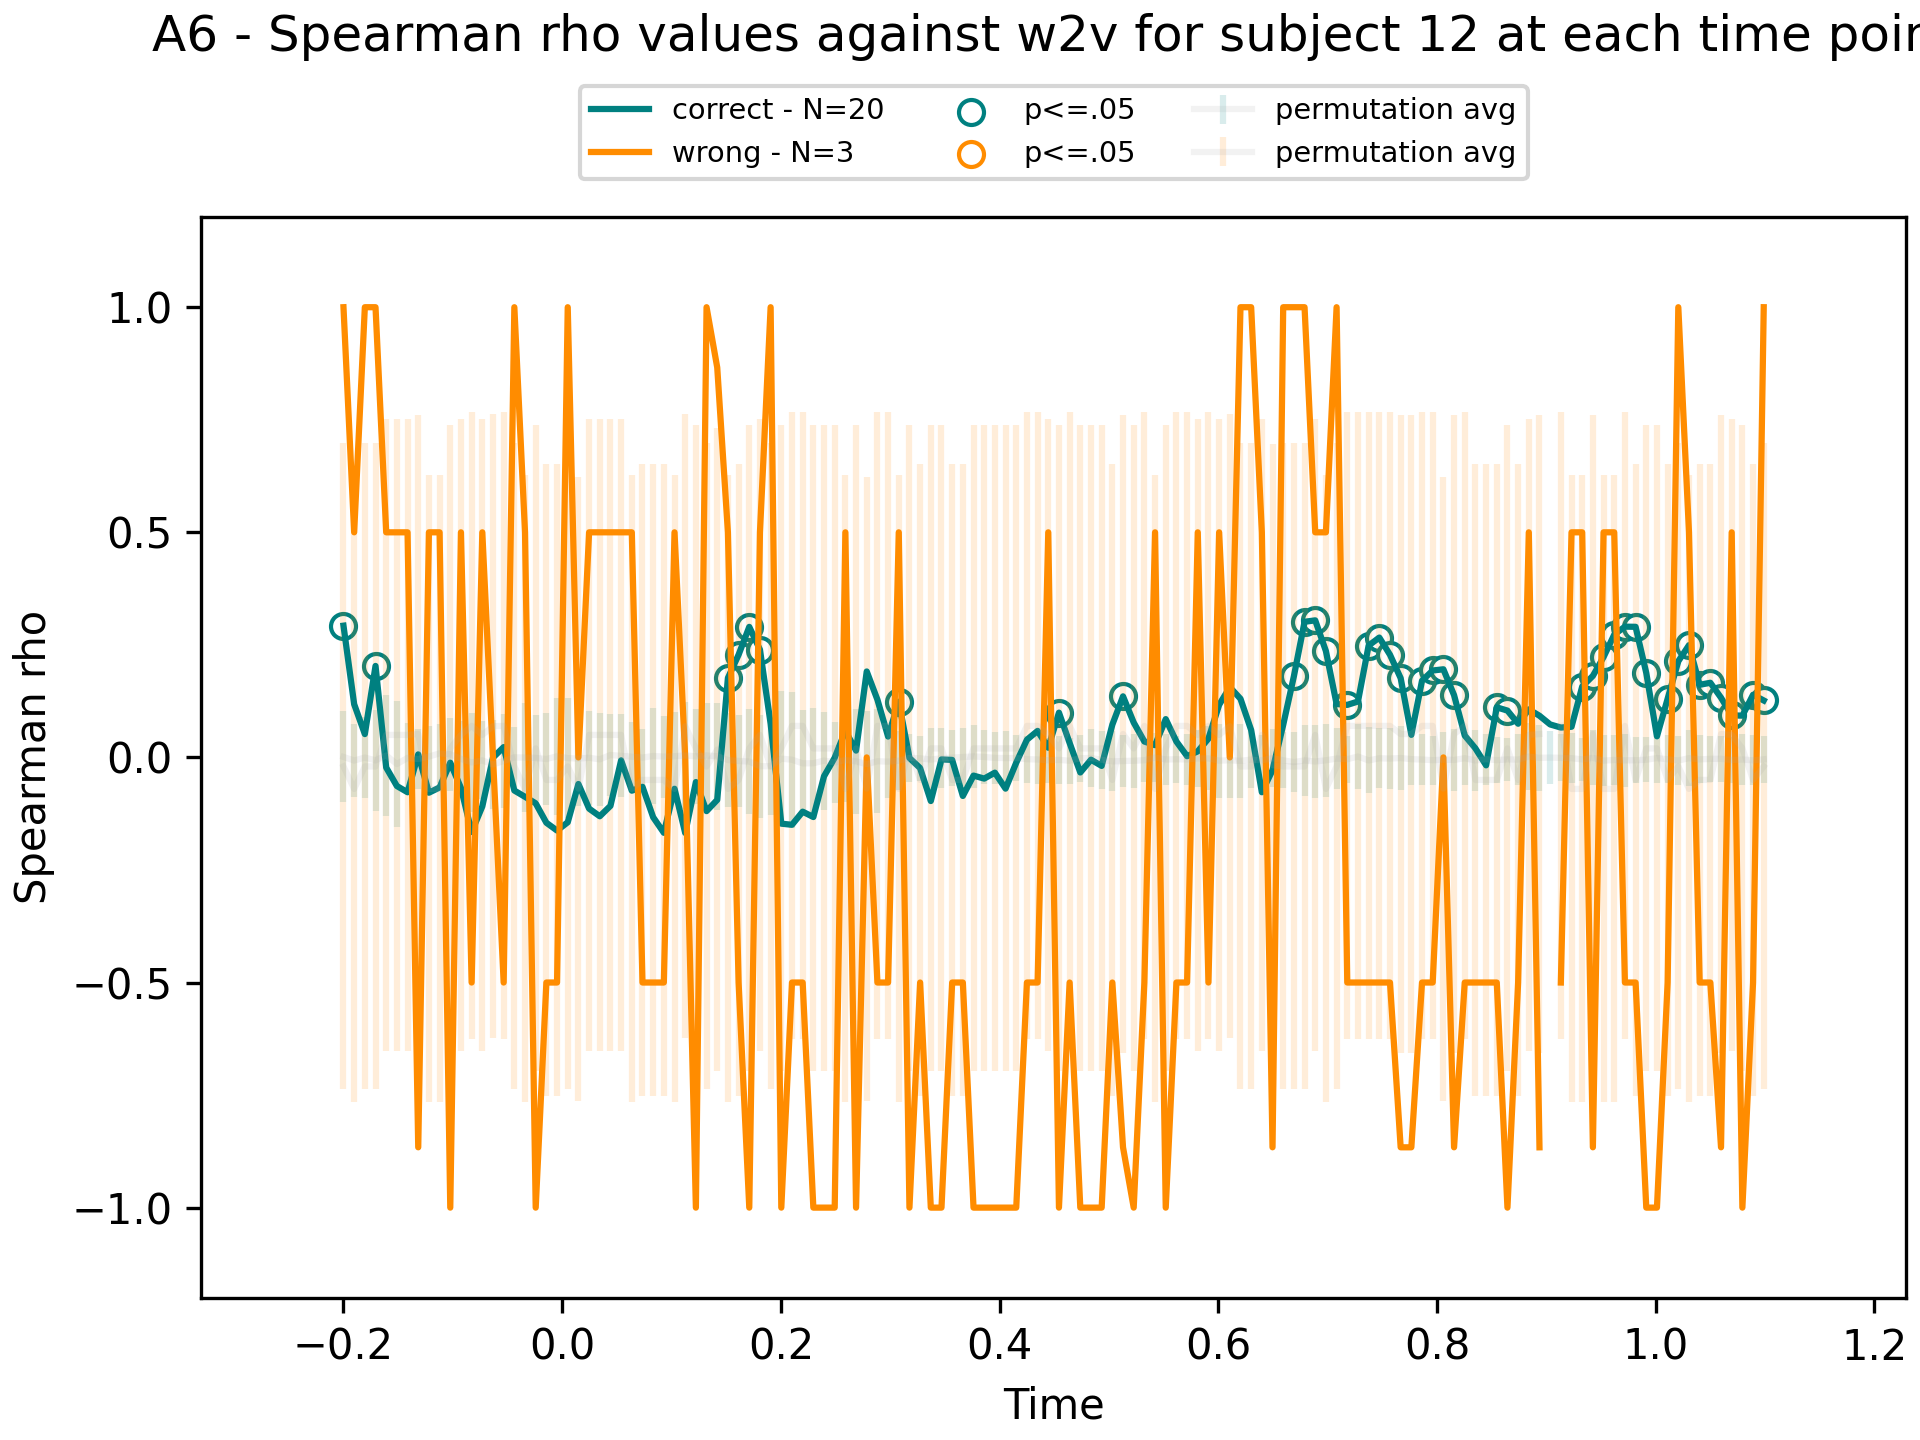 A6 - Spearman rho values against w2v for subject 12 at each time poin
correct - N=20 p<=.05 permutation avg
wrong - N=3 p<=.05 permutation avg
1.0
0.5
0.0
−0.5
−1.0
Spearman rho
−0.2 0.0 0.2 0.4 0.6 0.8 1.0 1.2
Time